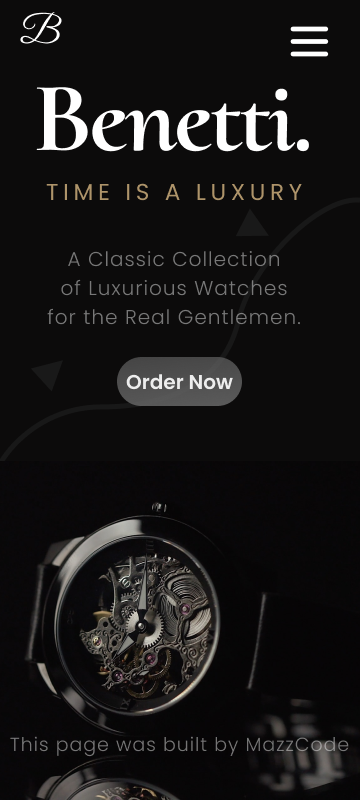 B
Benetti.
TIME IS A LUXURY
A Classic Collection
of Luxurious Watches
for the Real Gentlemen.
Order Now
This page was built by MazzCode